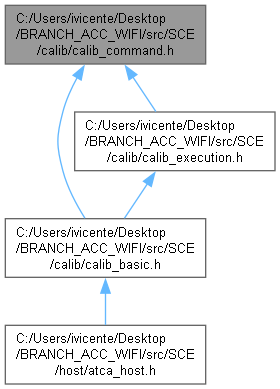 C:/Users/ivicente/Desktop
/BRANCH_ACC_WIFI/src/SCE
/calib/calib_command.h
C:/Users/ivicente/Desktop
/BRANCH_ACC_WIFI/src/SCE
/calib/calib_execution.h
C:/Users/ivicente/Desktop
/BRANCH_ACC_WIFI/src/SCE
/calib/calib_basic.h
C:/Users/ivicente/Desktop
/BRANCH_ACC_WIFI/src/SCE
/host/atca_host.h